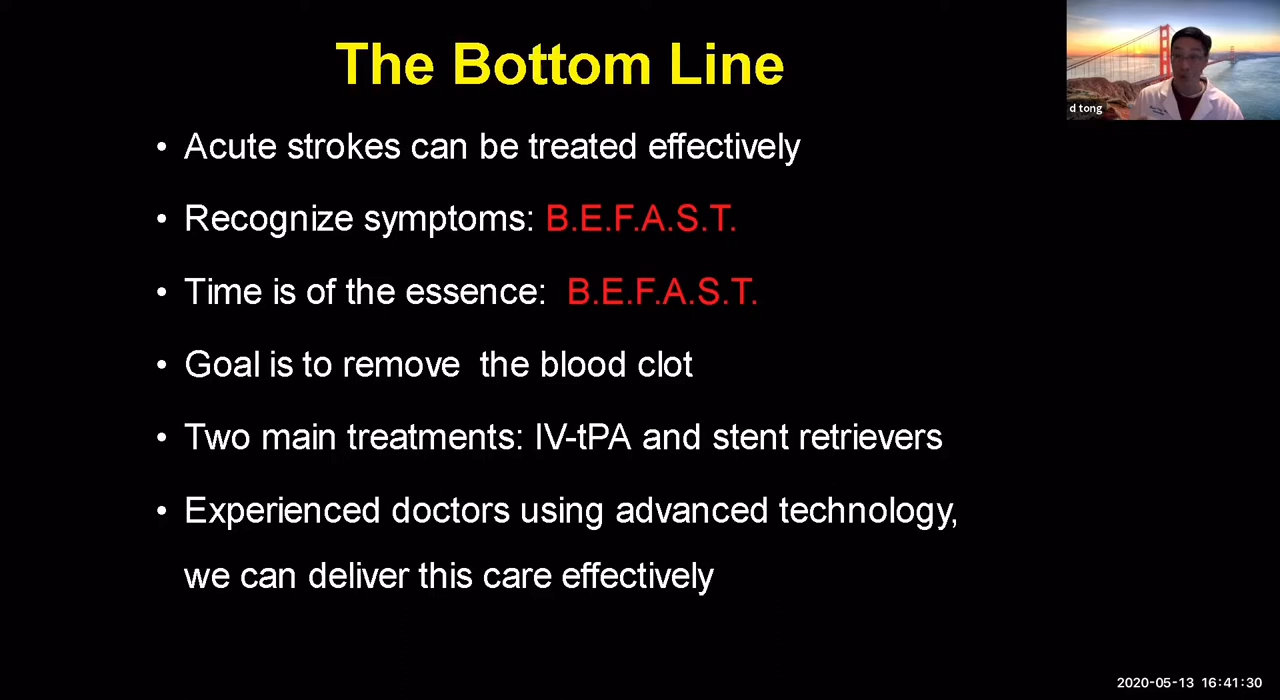 The Bottom Line
d tong
• Acute strokes can be treated effectively
• Recognize symptoms: B.E.F.A.S.T.
• Time is of the essence:  B.E.F.A.S.T.
• Goal is to remove  the blood clot
• Two main treatments: IV-tPA and stent retrievers
• Experienced doctors using advanced technology,
we can deliver this care effectively
2020-05-13 16:41:30